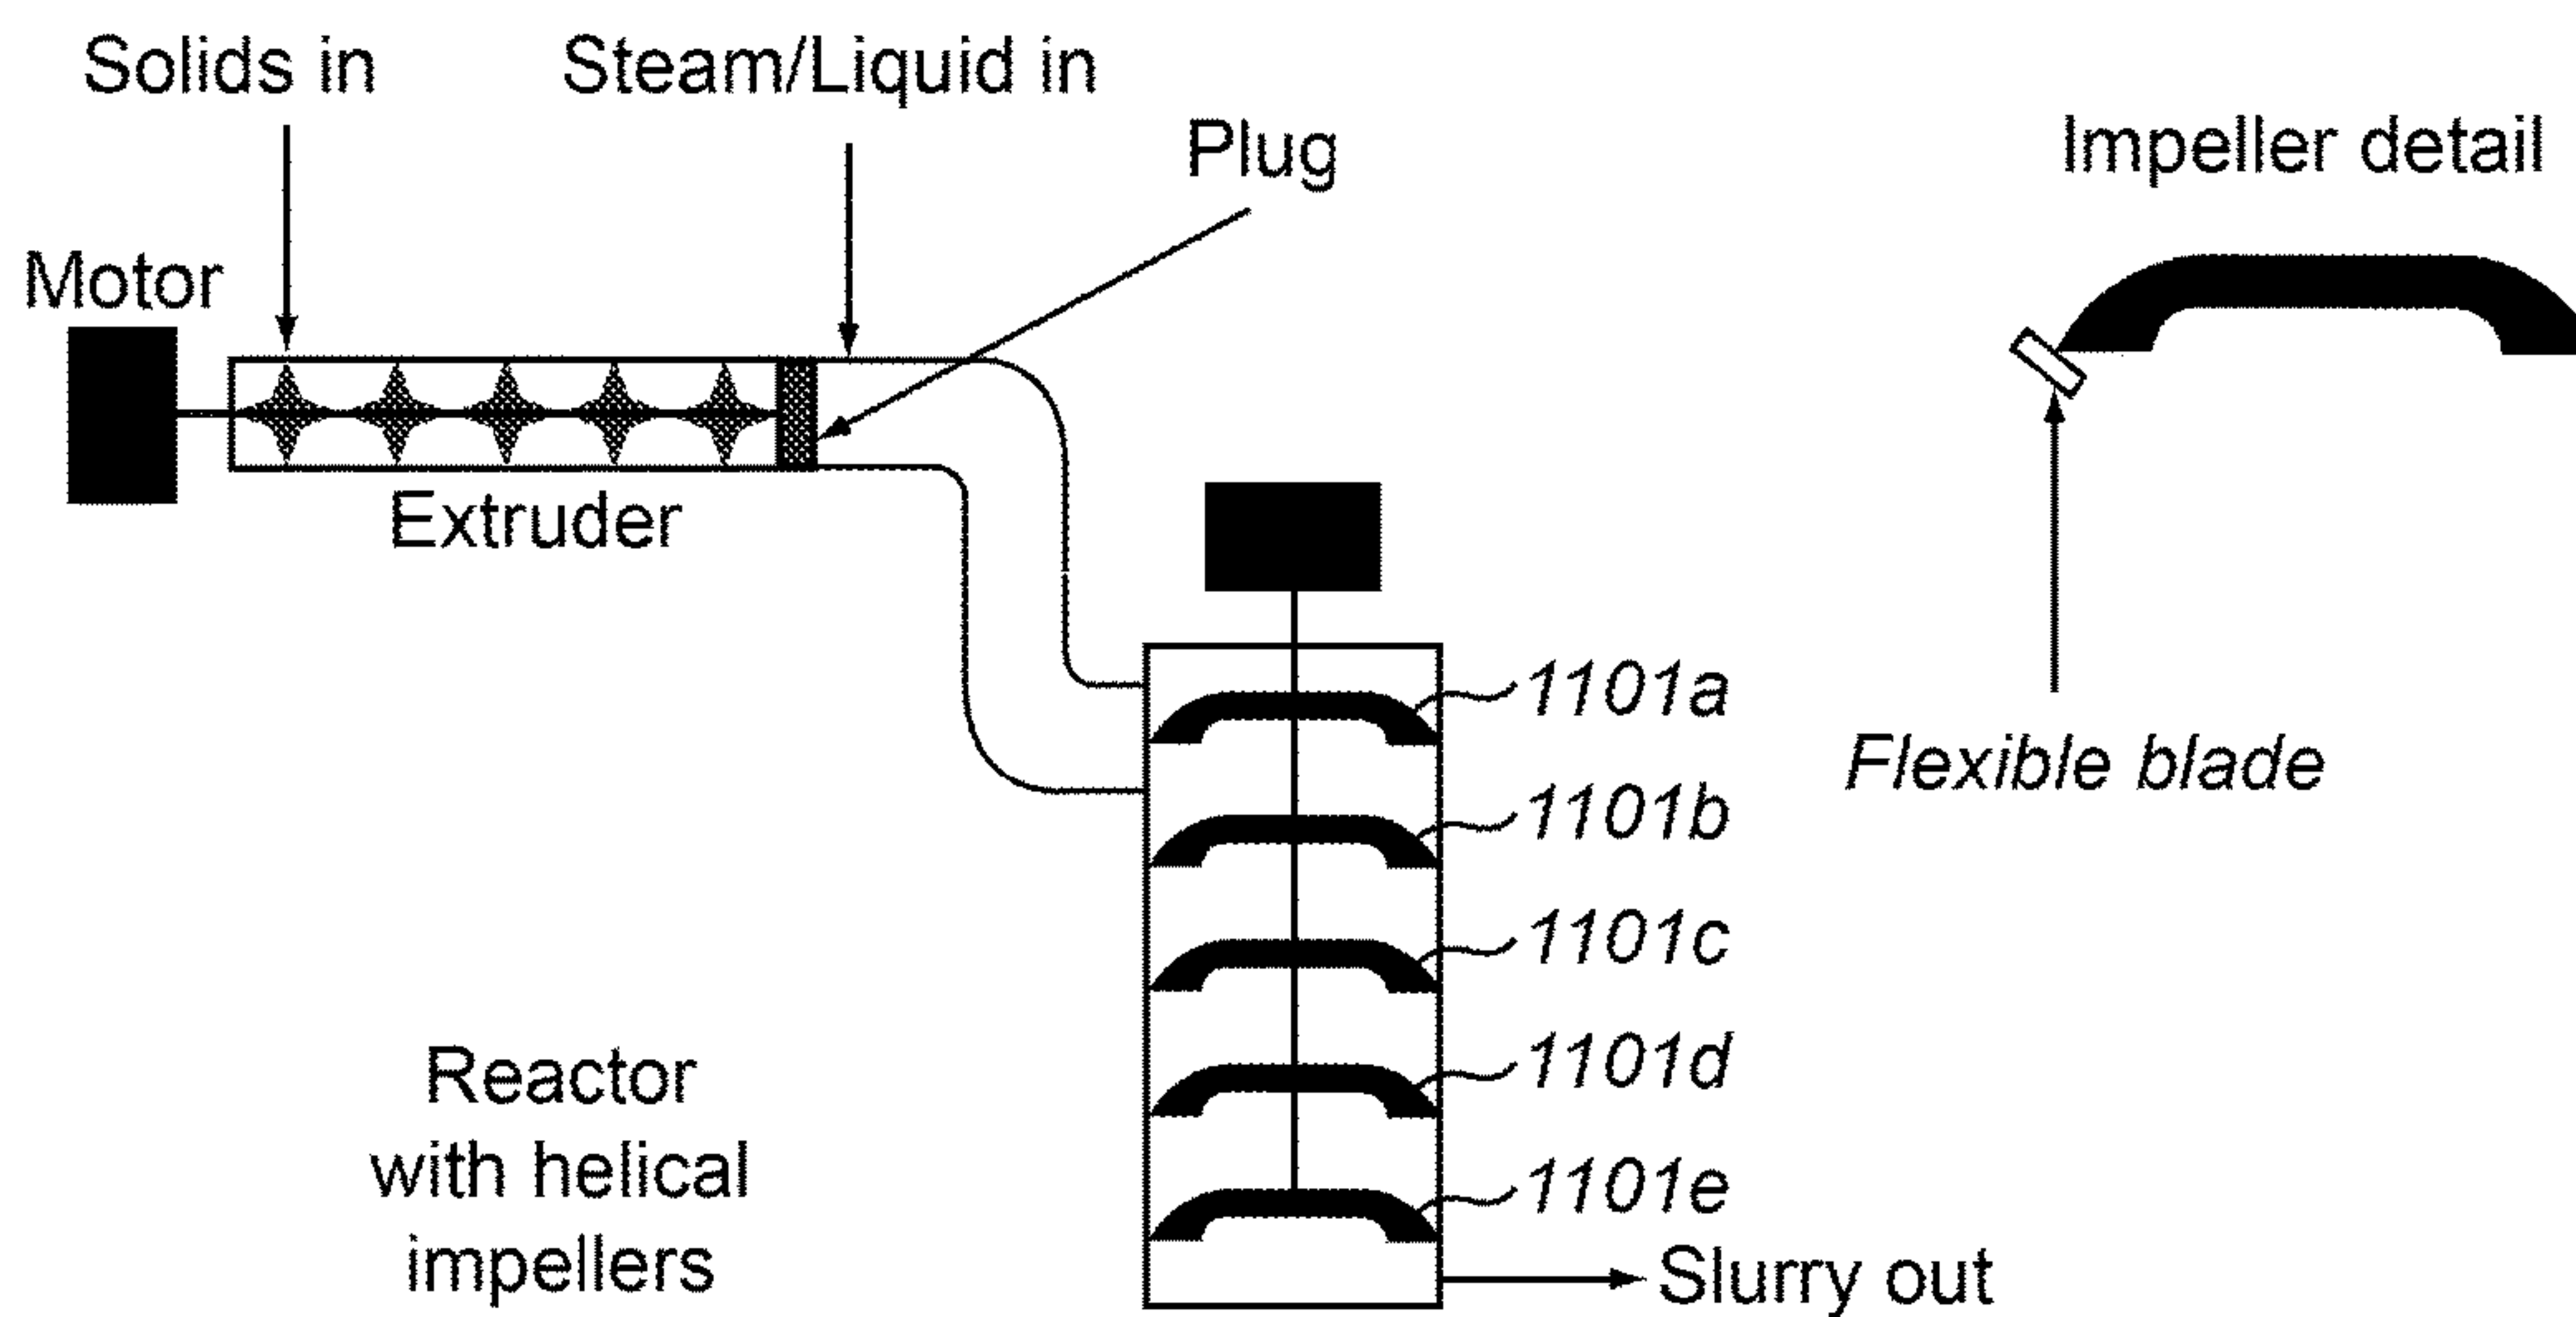 Solids in
Steam/Liquid in
Plug
Impeller detail
Motor
Extruder
1101a
Flexible blade
1101b
1101c
1101d
1101e
Reactor
with helical
impellers
Slurry out